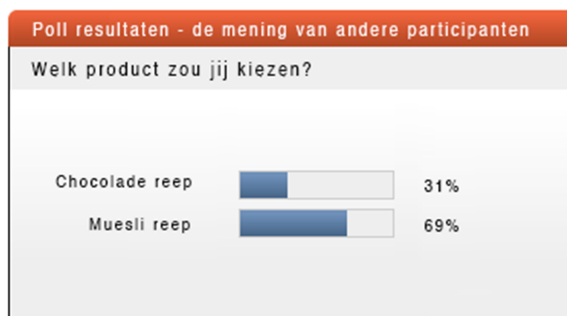 Poll resultaten - de mening van andere participanten
Welk product zou jij kiezen?
Chocolade reep 31%
Muesli reep 69%